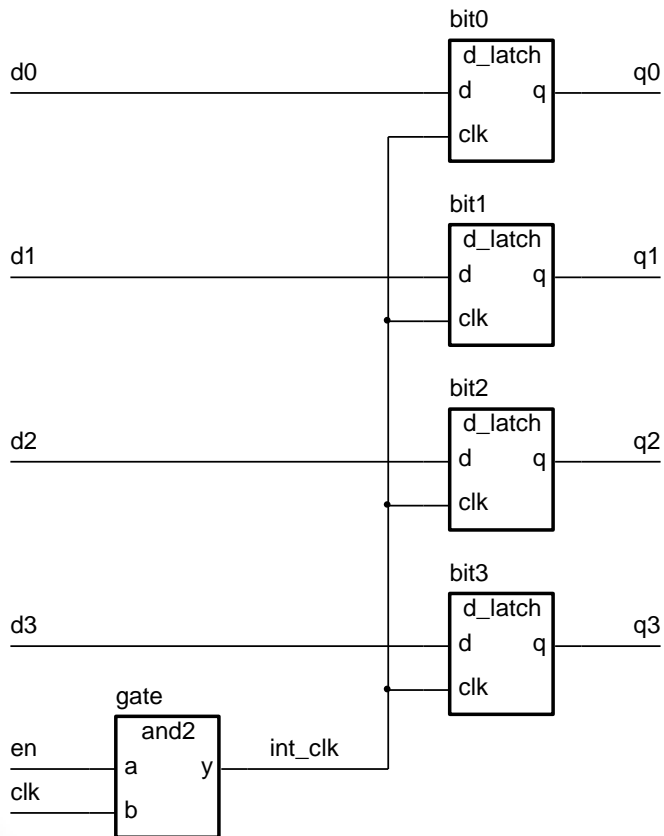 bit0
d_latch
d0
d
q
q0
clk
bit1
d_latch
d1
d
q
q1
clk
bit2
d_latch
d2
d
q
q2
clk
bit3
d_latch
d3
d
q
q3
clk
gate
and2
en
a
y
int_clk
clk
b